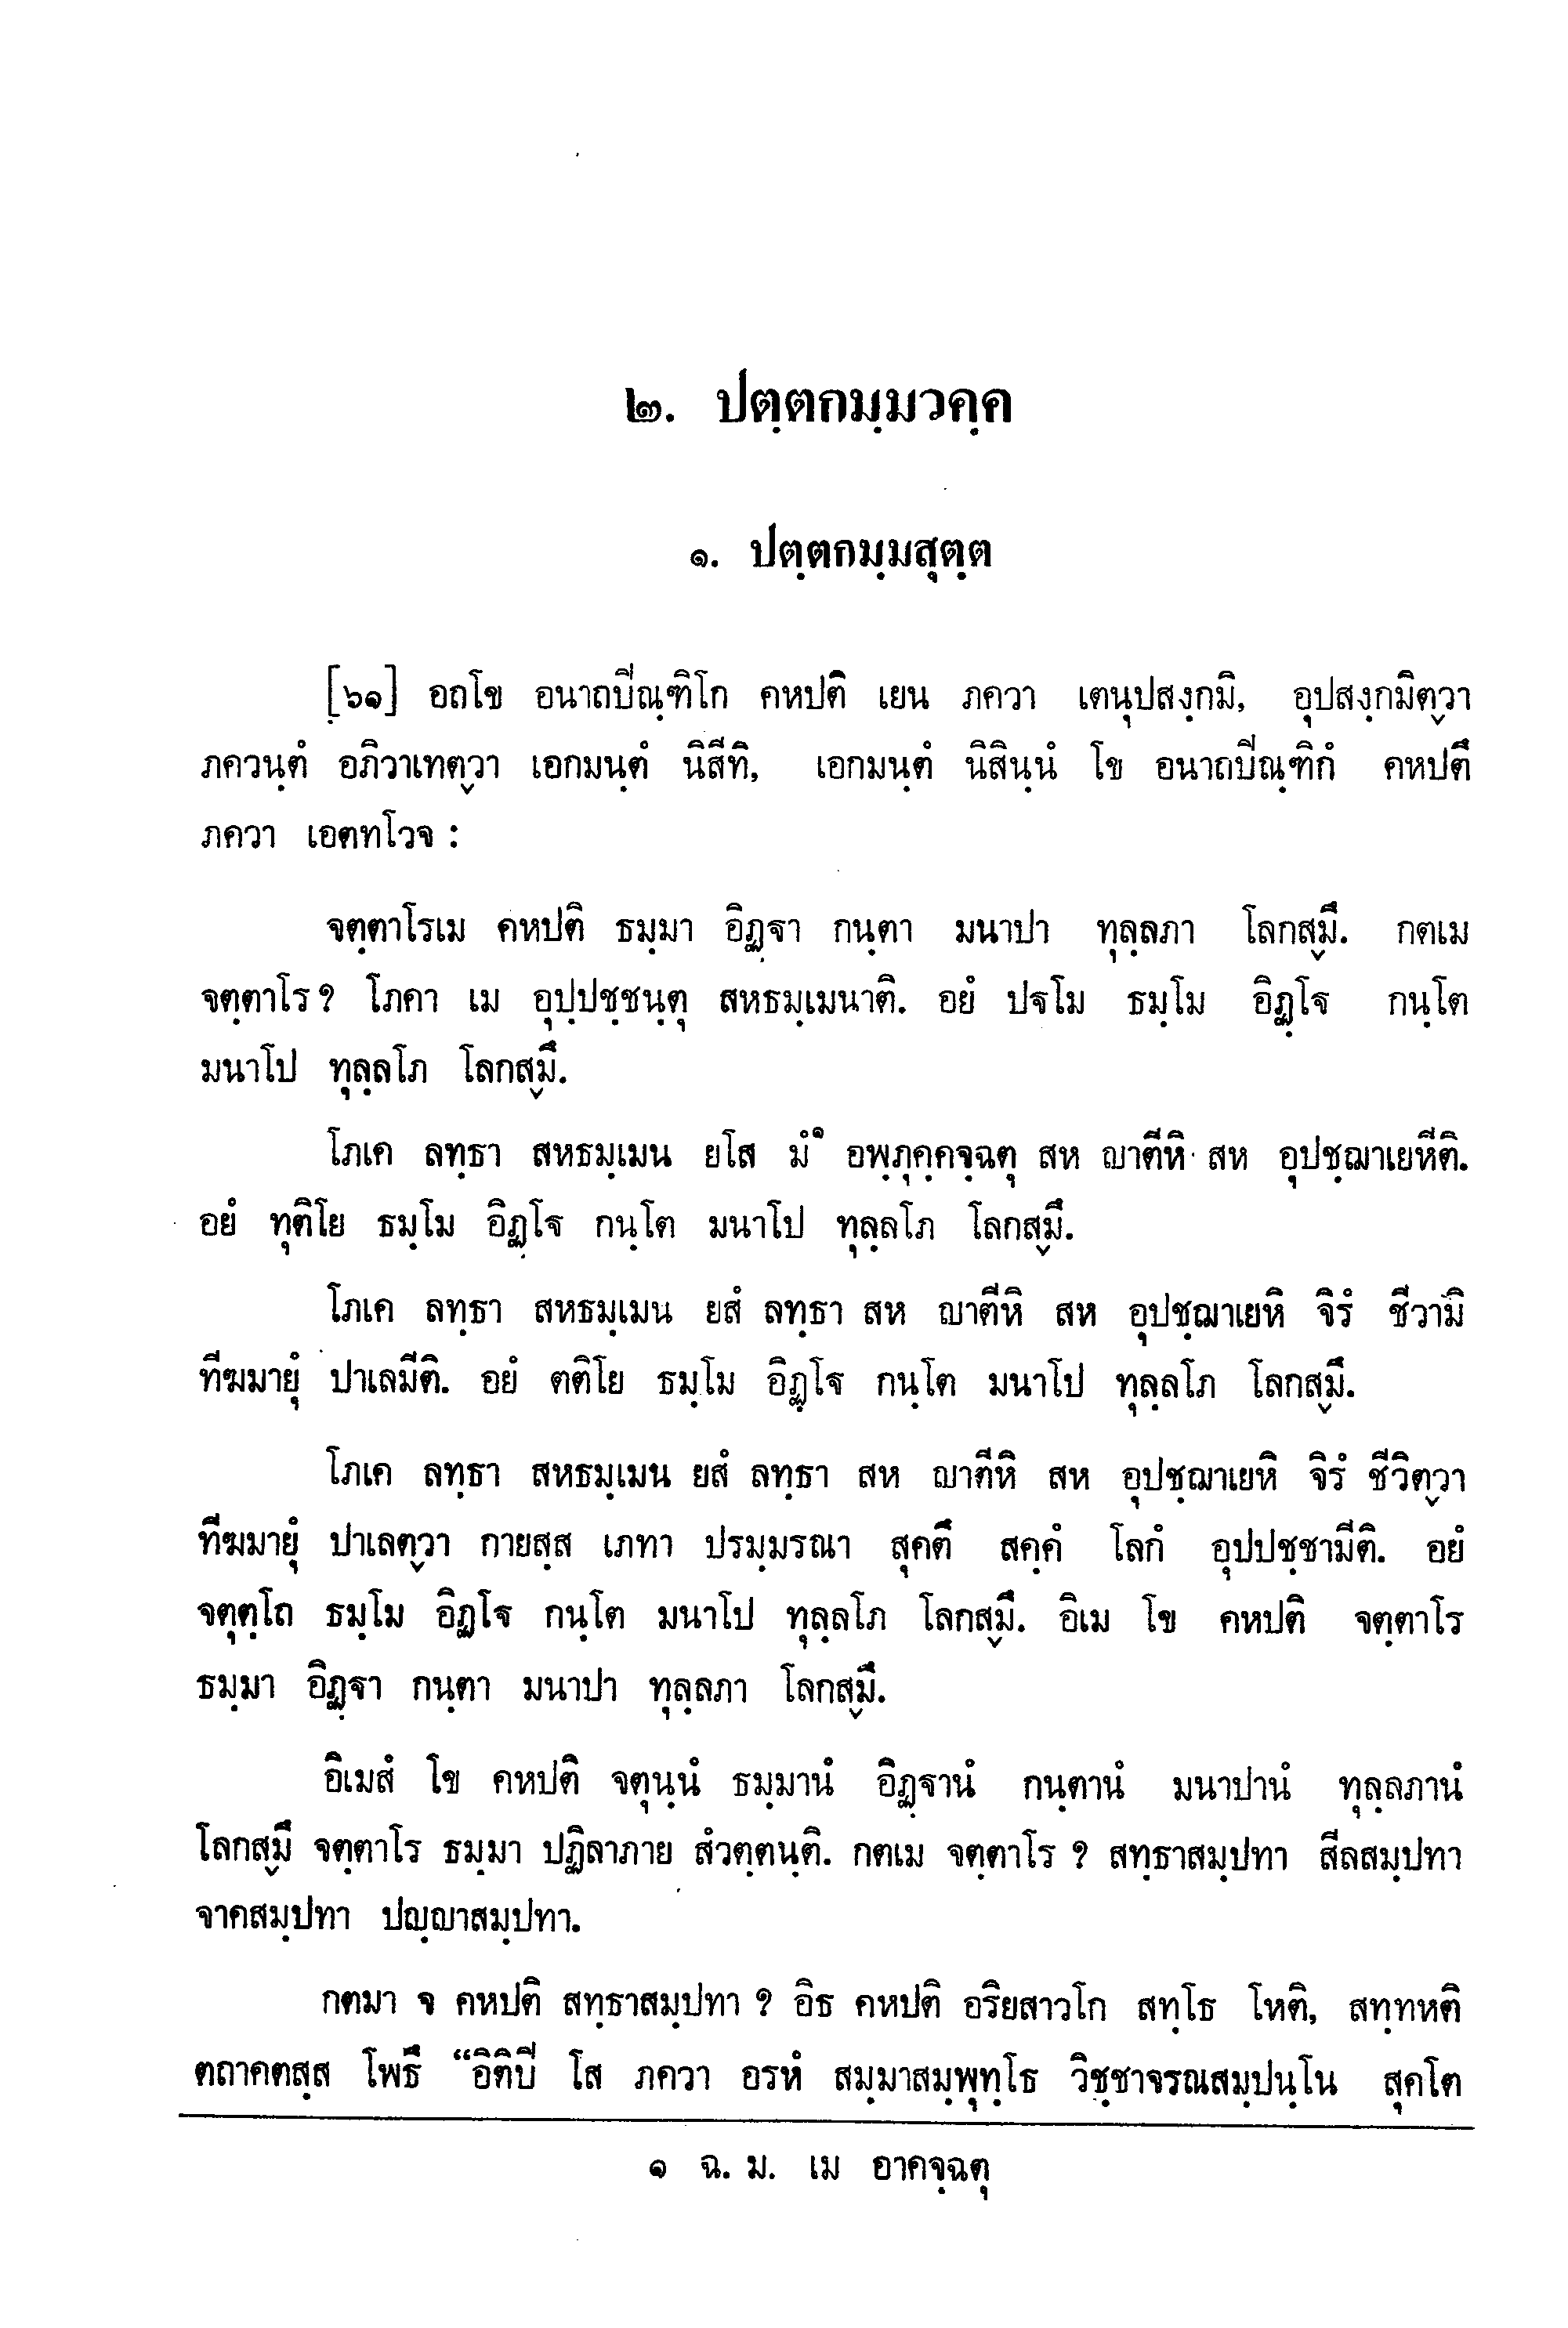 ๒. ปตฺตกมฺมวคฺค
๑. ปตฺตกมฺมสุตฺต
[๖๑] อถโข อนาถปิณฺฑิโก คหปติ เยน ภควา เตนุปสงฺกมิ, อุปสงฺกมิตฺวา
ภควนฺตํ อภิวาเทตฺวา เอกมนฺตํ นิสีทิ, เอกมนฺตํ นิสินฺนํ โข อนาถปิณฺฑิกํ คหปตึ
ภควา เอตทโวจ :
จตฺตาโรเม คหปติ ธมฺมา อิฏฺฐา กนฺตา มนาปา ทุลฺลภา โลกสฺมึ. กตเม
จตฺตาโร ? โภคา เม อุปฺปชฺชนฺตุ สหธมฺเมนาติ. อยํ ปฐโม ธมฺโม อิฏฺโฐ กนฺโต
มนาโป ทุลฺลโภ โลกสฺมึ.
โภเค ลทฺธา สหธมฺเมน ยโส มํ๑ อพฺภุคฺคจฺฉตุ สห ญาตีหิ สห อุปชฺฌาเยหีติ.
อยํ ทุติโย ธมฺโม อิฏฺโฐ กนฺโต มนาโป ทุลฺลโภ โลกสฺมึ.
โภเค ลทฺธา สหธมฺเมน ยสํ ลทฺธา สห ญาตีหิ สห อุปชฺฌาเยหิ จิรํ ชีวามิ
ทีฆมายุํ ปาเลมีติ. อยํ ตติโย ธมฺโม อิฏฺโฐ กนฺโต มนาโป ทุลฺลโภ โลกสฺมึ.
โภเค ลทฺธา สหธมฺเมน ยสํ ลทฺธา สห ญาตีหิ สห อุปชฺฌาเยหิ จิรํ ชีวิตฺวา
ทีฆมายุํ ปาเลตฺวา กายสฺส เภทา ปรมฺมรณา สุคตึ สคฺคํ โลกํ อุปปชฺชามีติ. อยํ
จตุตฺโถ ธมฺโม อิฏฺโฐ กนฺโต มนาโป ทุลฺลโภ โลกสฺมึ. อิเม โข คหปติ จตฺตาโร
ธมฺมา อิฏฺฐา กนฺตา มนาปา ทุลฺลภา โลกสฺมึ.
อิเมสํ โข คหปติ จตุนฺนํ ธมฺมานํ อิฏฺฐานํ กนฺตานํ มนาปานํ ทุลฺลภานํ
โลกสฺมึ จตฺตาโร ธมฺมา ปฏิลาภาย สํวตฺตนฺติ. กตเม จตฺตาโร ? สทฺธาสมฺปทา สีลสมฺปทา
จาคสมฺปทา ปญฺญาสมฺปทา.
กตมา จ คหปติ สทฺธาสมฺปทา ? อิธ คหปติ อริยสาวโก สทฺโธ โหติ, สทฺทหติ
ตถาคตสฺส โพธึ “อิติปิ โส ภควา อรหํ สมฺมาสมฺพุทฺโธ วิชฺชาจรณสมฺปนฺโน สุคโต
๑ ฉ. ม. เม อาคจฺฉตุ